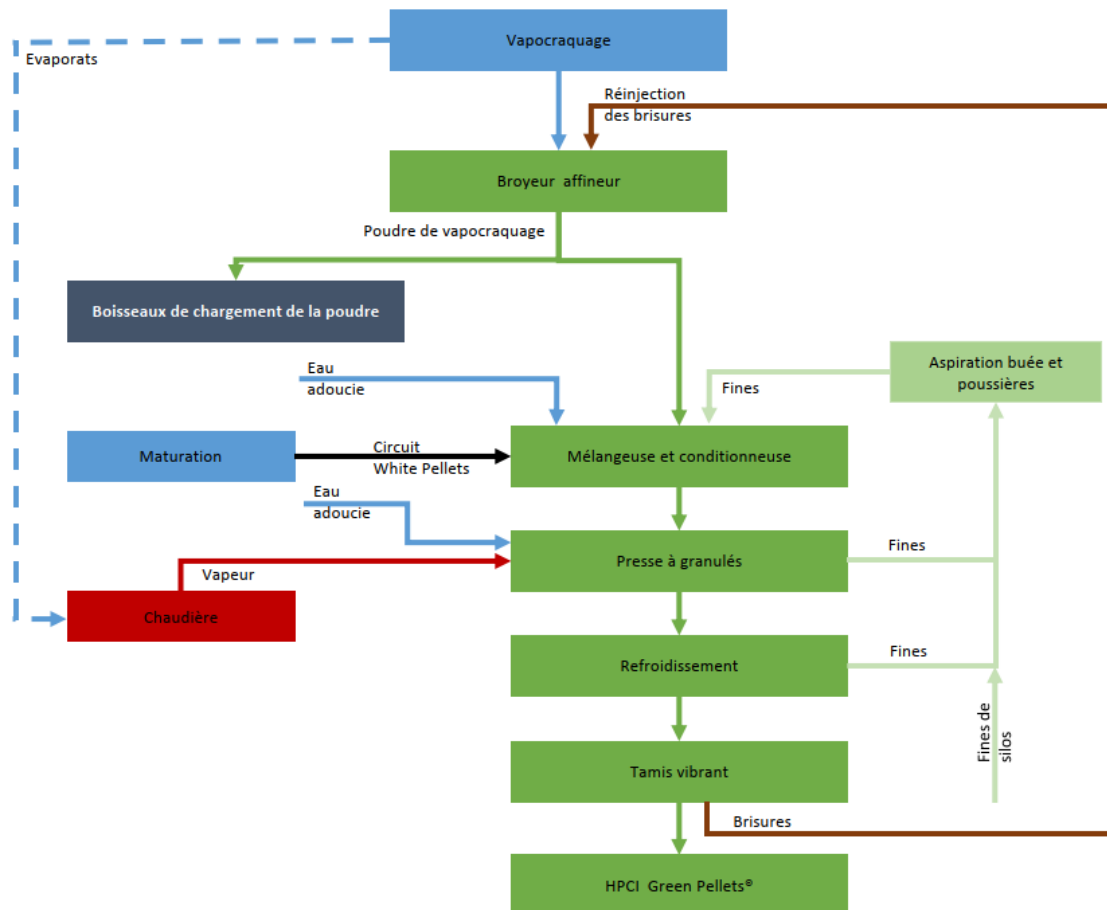 Vapocraquage
Evaporats
Réinjection
des brisures
Broyeur affineur
Poudre de vapocraquage
Boisseaux de chargement de la poudre
Aspiration buée et
poussières
Eau
adoucie
Fines
Maturation
Circuit
White Pellets
Mélangeuse et conditionneuse
Eau
adoucie
Presse à granulés
Fines
Vapeur
Chaudière
Refroidissement
Fines
Fines de
silos
Tamis vibrant
Brisures
HPCI Green Pellets®